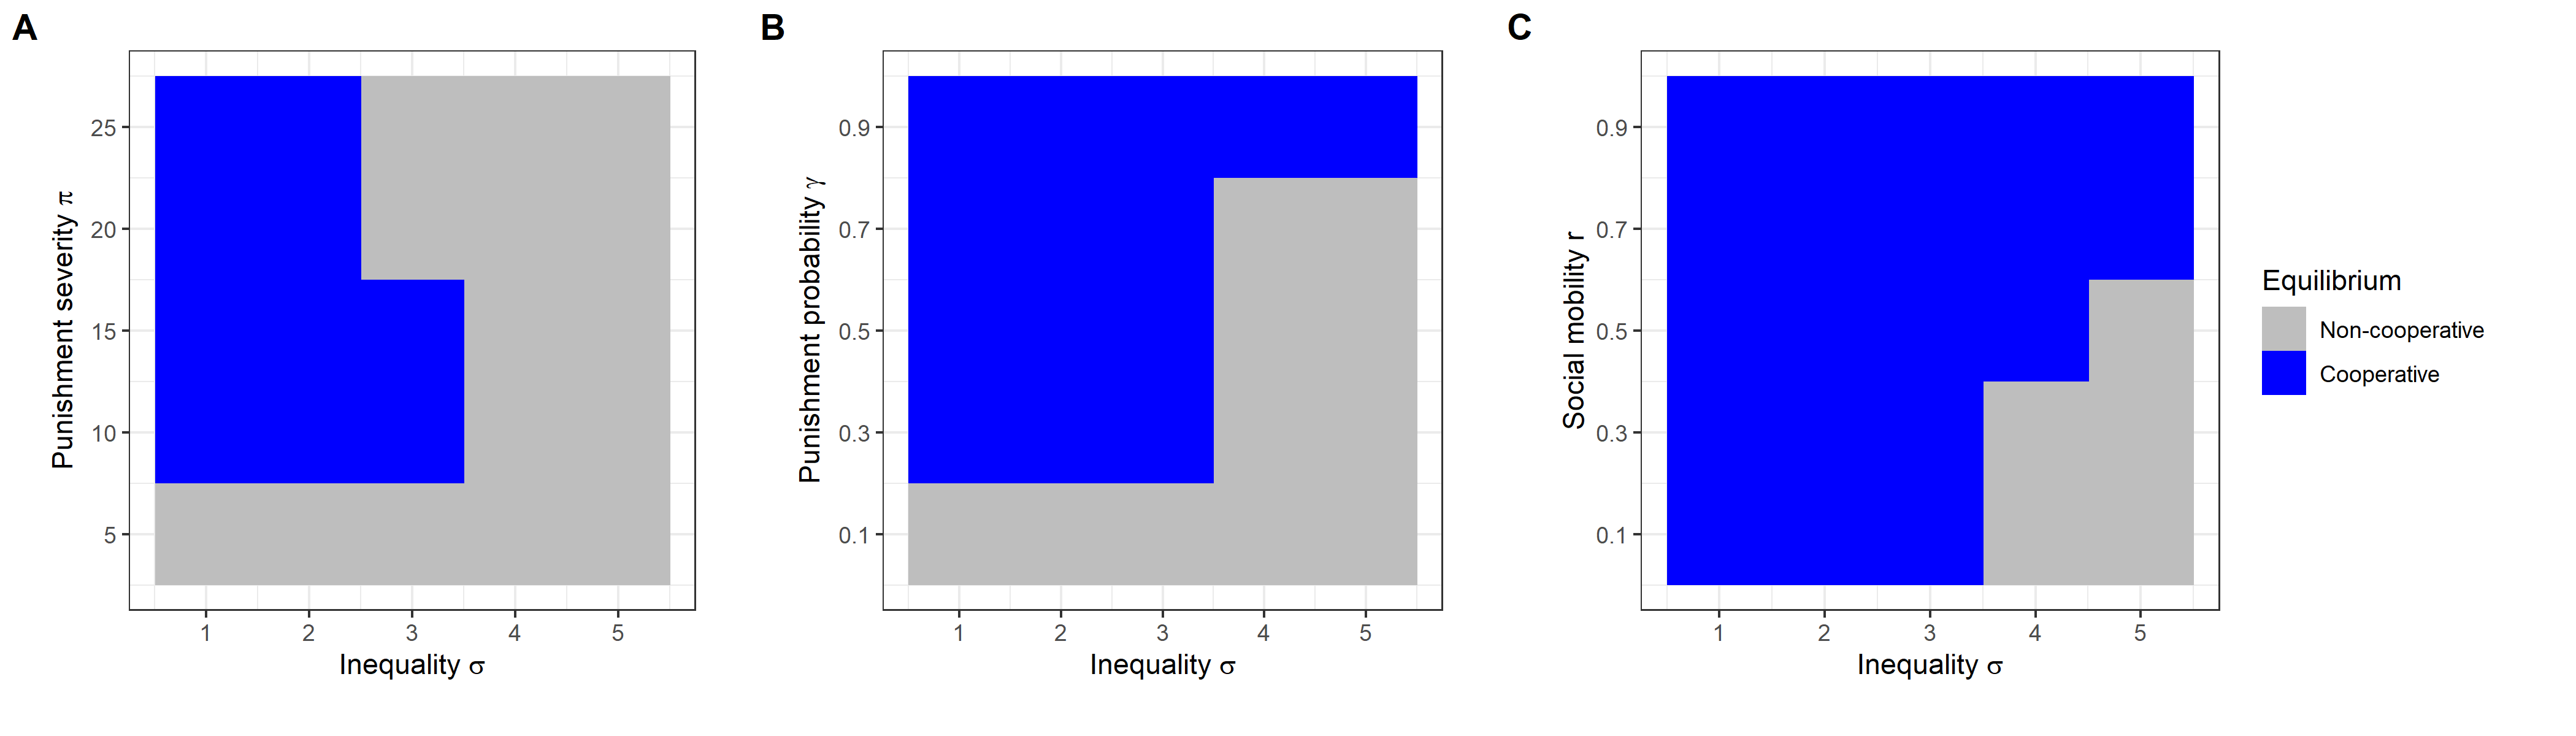 A
Punishment severity π
25
20
15
10
5
1 2 3 4 5
Inequality σ
B
Punishment probability γ
0.9
0.7
0.5
0.3
0.1
1 2 3 4 5
Inequality σ
C
Social mobility r
0.9
0.7
0.5
0.3
0.1
1 2 3 4 5
Inequality σ
Equilibrium
Non-cooperative
Cooperative